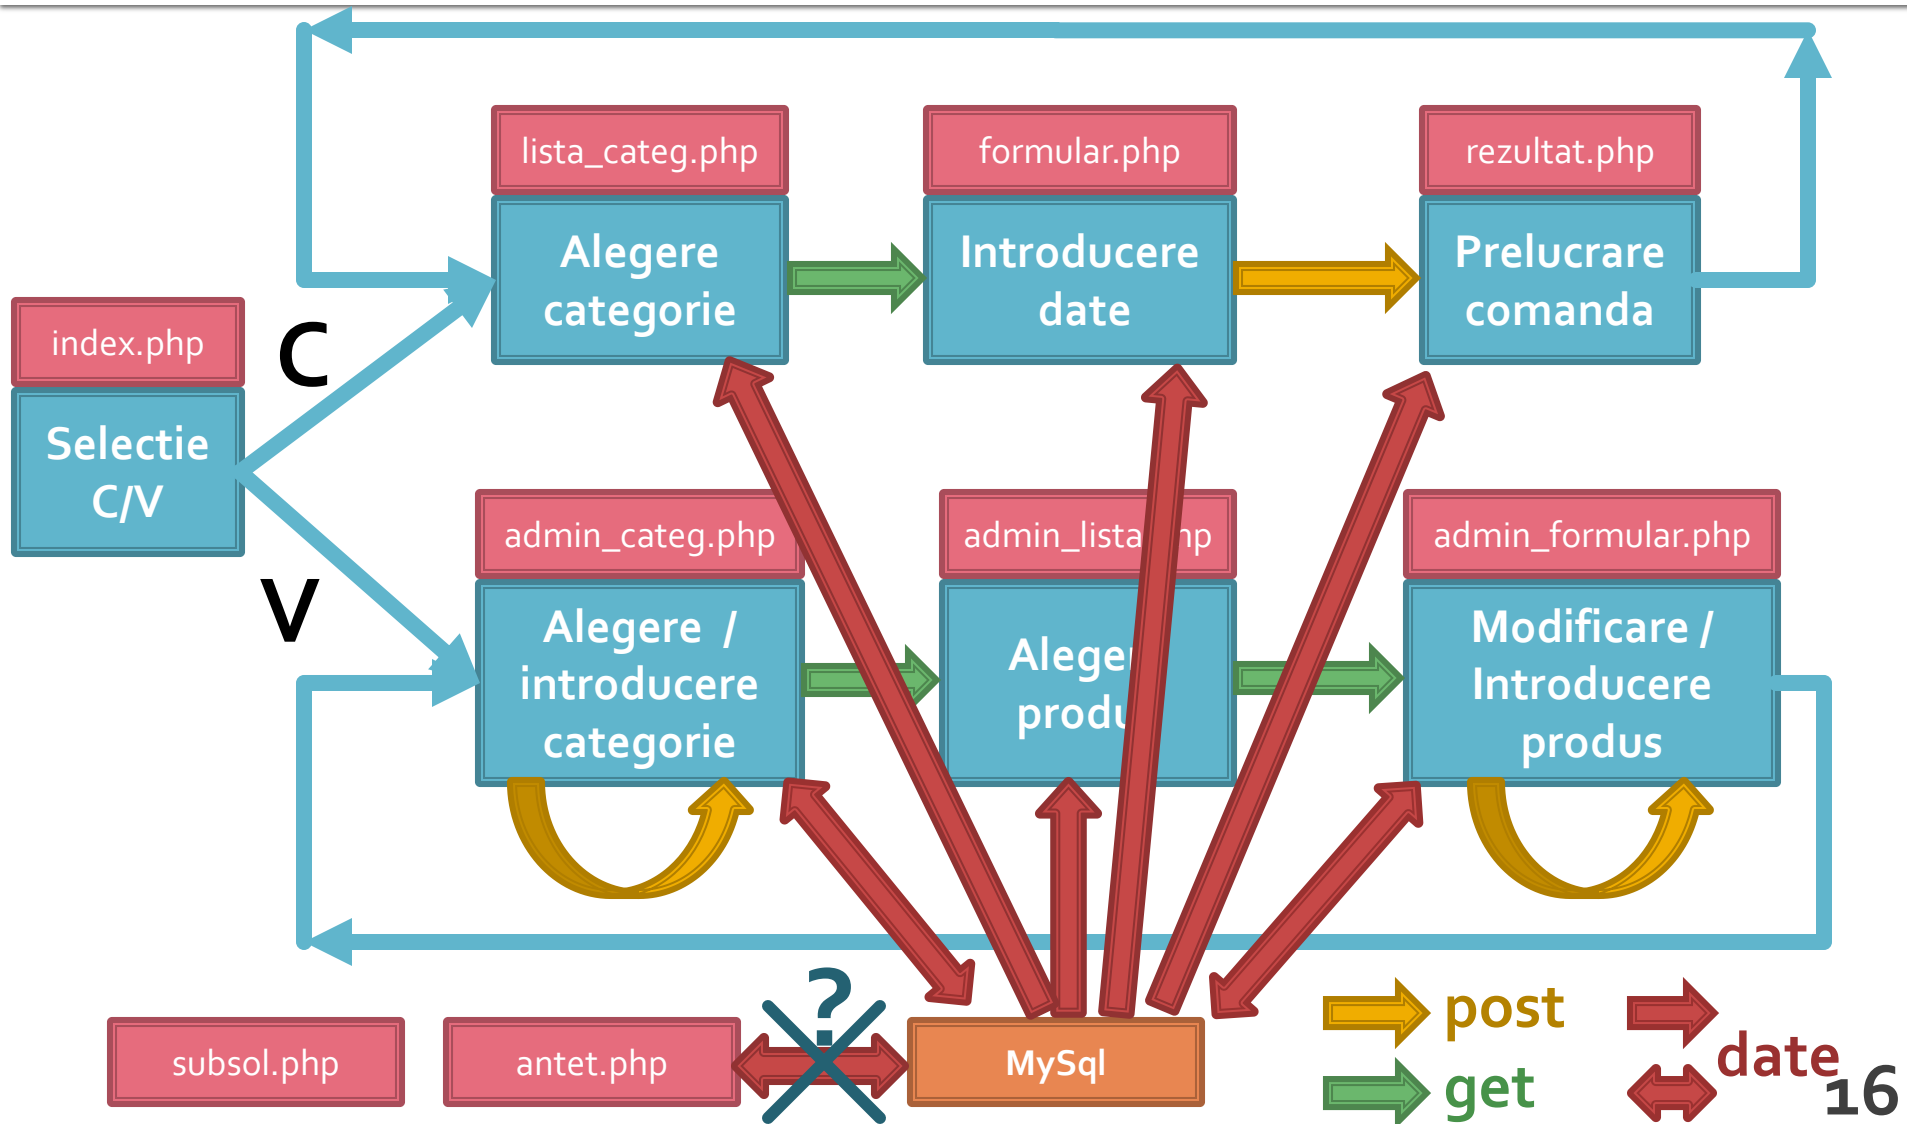 lista_categ.php
formular.php
rezultat.php
Alegere
categorie
Introducere
date
Prelucrare
comanda
index.php
C
Selectie
C/V
V
admin_categ.php
admin_lista
hp
admin_formular.php
Alegere /
introducere
categorie
Alege
produ
Modificare /
Introducere
produs
?
subsol.php
antet.php
MySql
post
get
date
16